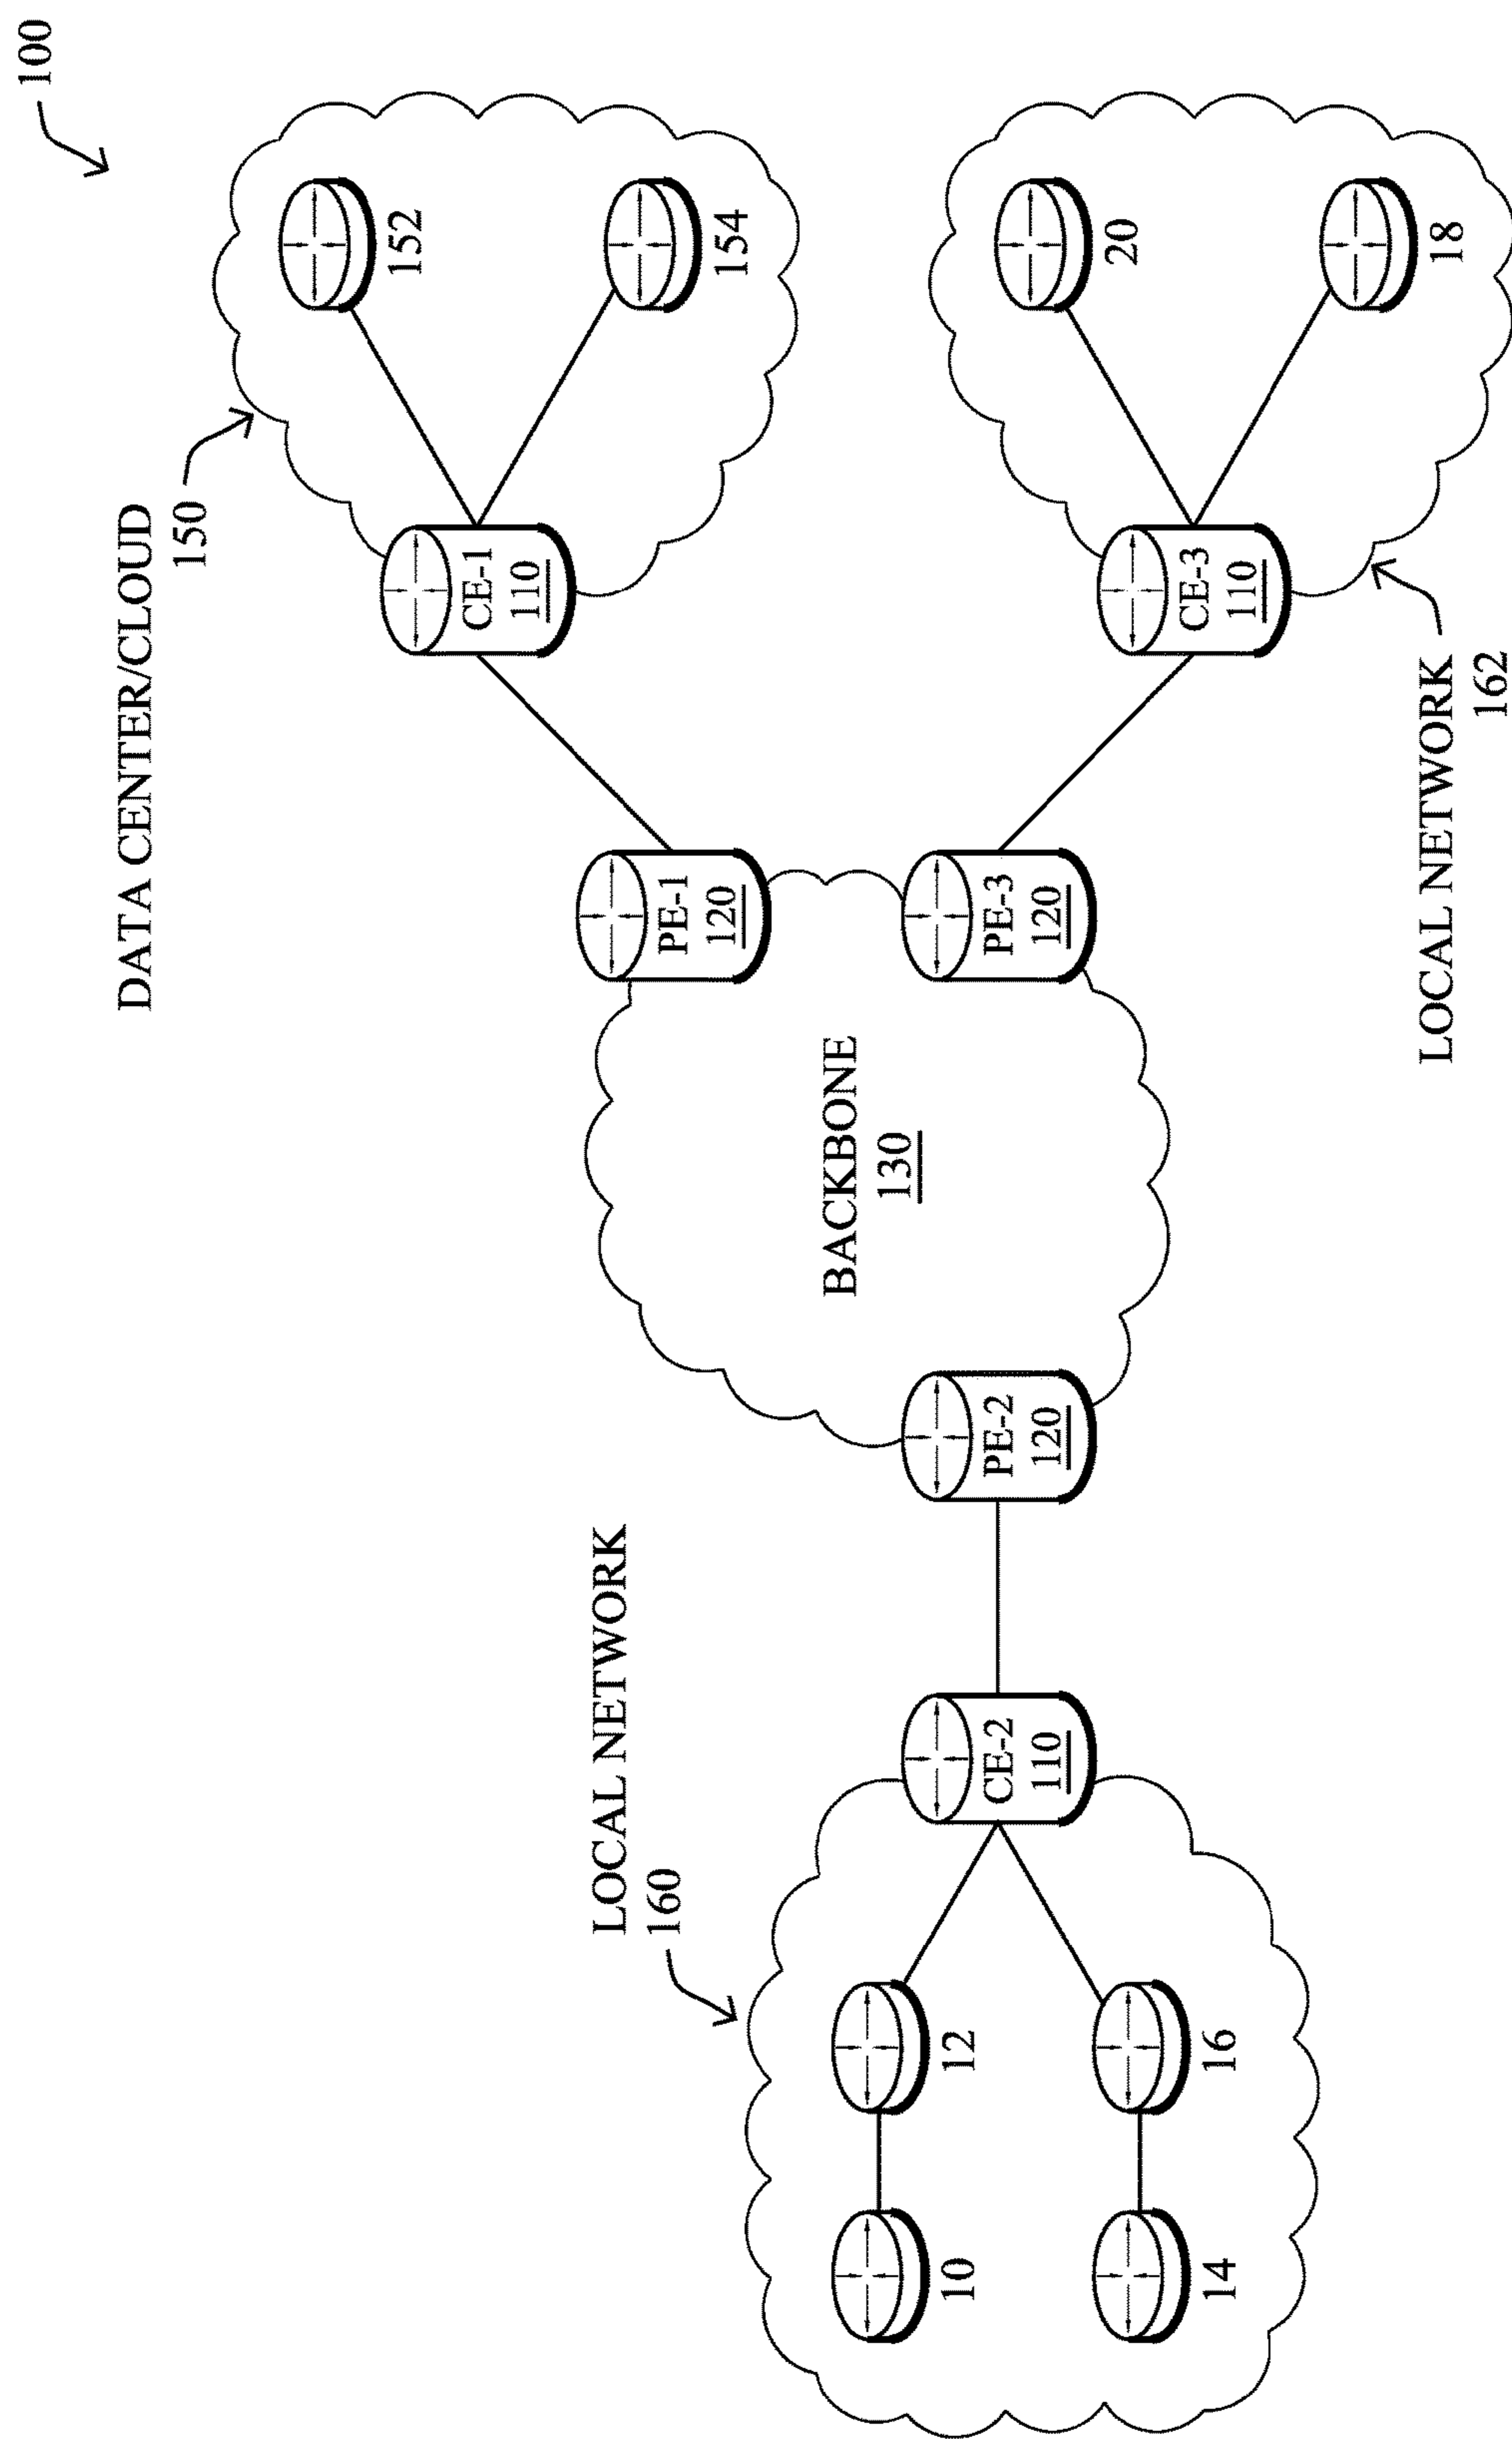 100
DATA CENTER/CLOUD
150
152
154
CE-1
110
PE-1
120
LOCAL NETWORK
160
BACKBONE
130
10
12
CE-2
110
PE-2
120
PE-3
120
CE-3
110
20
18
14
16
LOCAL NETWORK
162